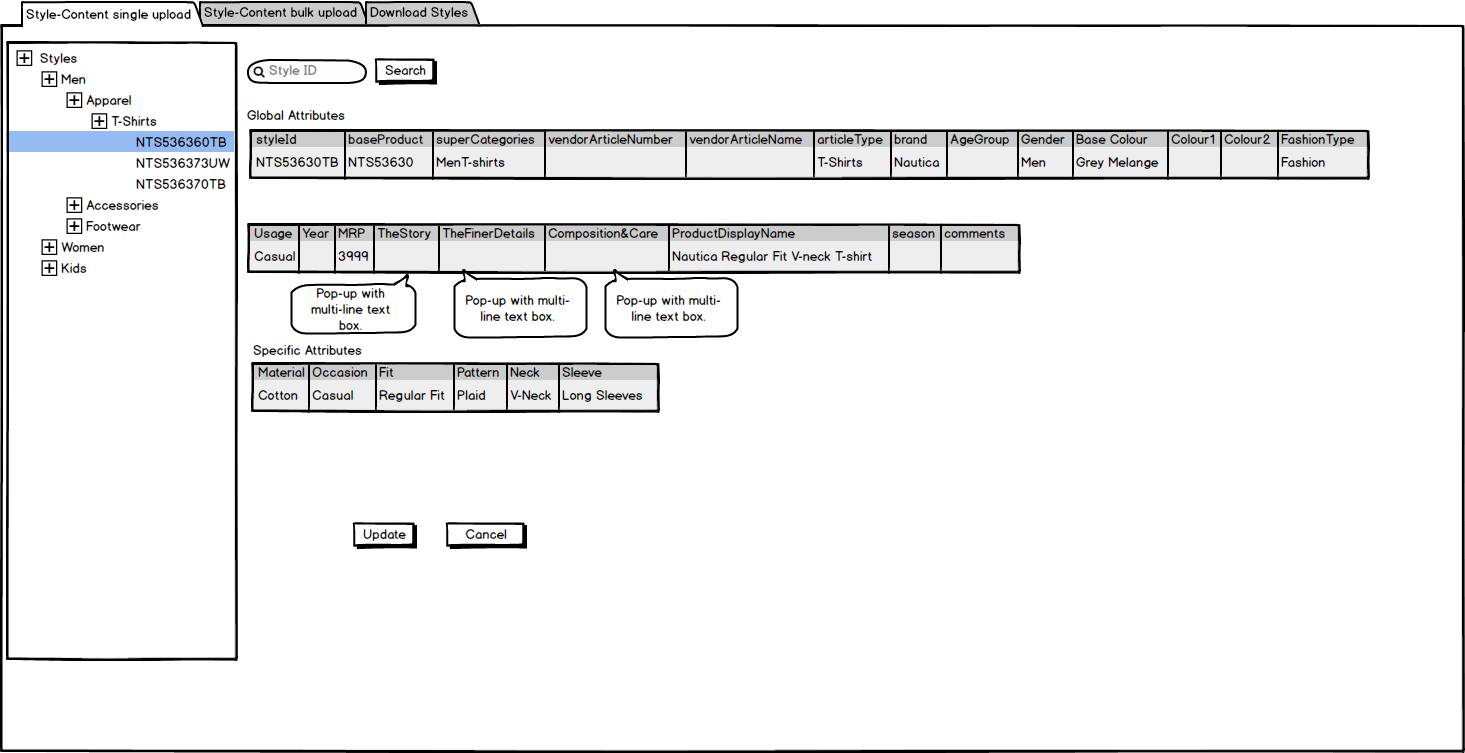 Style-Content single upload Style-Content bulk upload Download Styles
Styles
Men
Apparel
T-Shirts
NTS536360TB
NTS536373UW
NTS536370TB
Accessories
Footwear
Women
Kids
Style ID Search
Global Attributes
styleId baseProduct superCategories vendorArticleNumber vendorArticleName articleType brand AgeGroup Gender Base Colour Colour1 Colour2 FashionType
NTS53630TB NTS53630 MenT-shirts T-Shirts Nautica Men Grey Melange Fashion
Usage Year MRP TheStory TheFinerDetails Composition&Care ProductDisplayName season comments
Casual 3999 Nautica Regular Fit V-neck T-shirt
Pop-up with
multi-line text
box.
Pop-up with multi-
line text box.
Pop-up with multi-
line text box.
Specific Attributes
Material Occasion Fit Pattern Neck Sleeve
Cotton Casual Regular Fit Plaid V-Neck Long Sleeves
Update Cancel